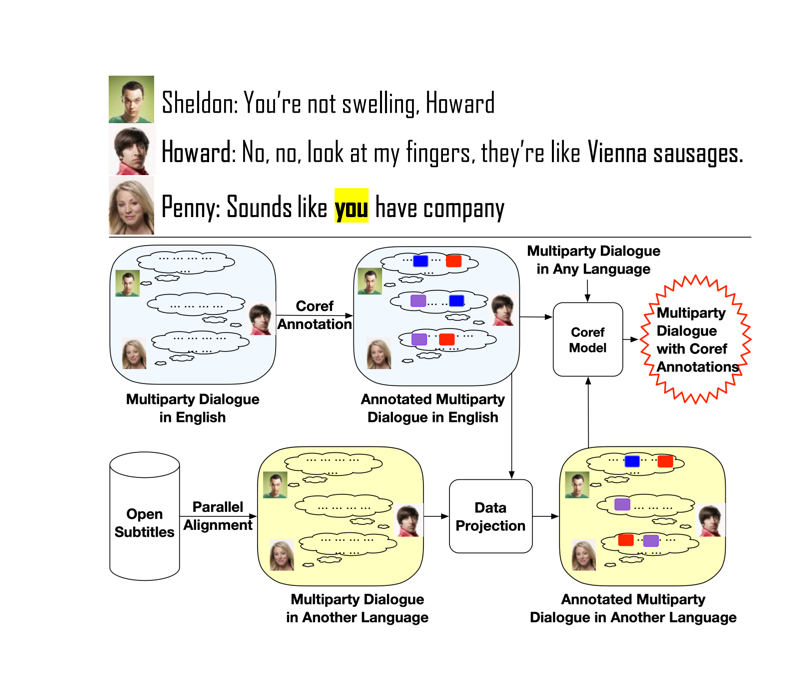 Sheldon: You're not swelling, Howard
Howard: No, no, look at my fingers, they're like Vienna sausages.
Penny: Sounds like you have company
Multiparty Dialogue
in Any Language
Coref
Annotation
Coref
Model
Multiparty
Dialogue
with Coref
Annotations
Multiparty Dialogue
in English
Annotated Multiparty
Dialogue in English
Open
Subtitles
Parallel
Alignment
Data
Projection
Multiparty Dialogue
in Another Language
Annotated Multiparty
Dialogue in Another Language